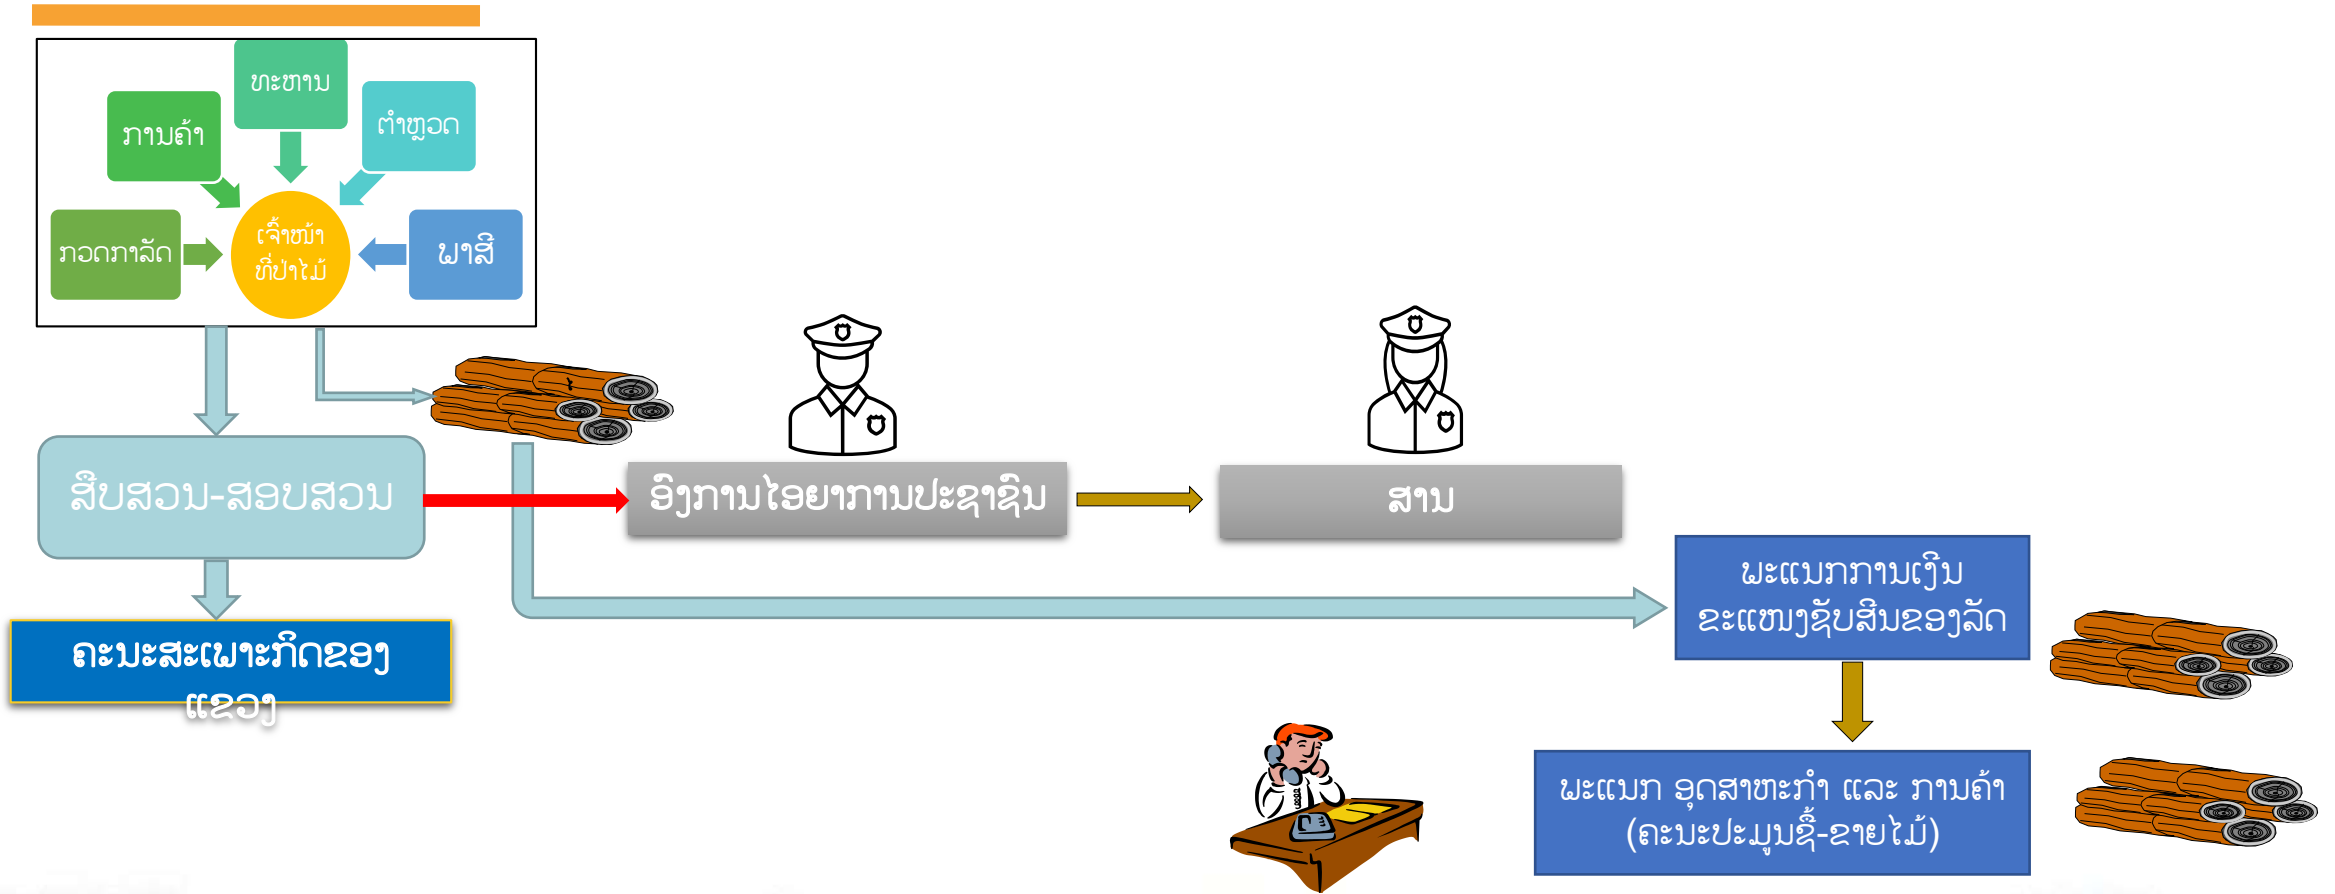 ທະຫານ
ການຄ້າ
ຕຳຫຼວດ
ກວດກາລັດ
ເຈົ້າໜ້າ
ທີ່ປ່າໄມ້
ພາສີ
ສືບສວນ-ສອບສວນ
ອົງການໄອຍາການປະຊາຊົນ
ສານ
ຄະນະສະເພາະກິດຂອງ
ແຂວງ
ພະແນກການເງິນ
ຂະແໜງຊັບສິນຂອງລັດ
ພະແນກ ອຸດສາຫະກຳ ແລະ ການຄ້າ
(ຄະນະປະມູນຊື້-ຂາຍໄມ້)